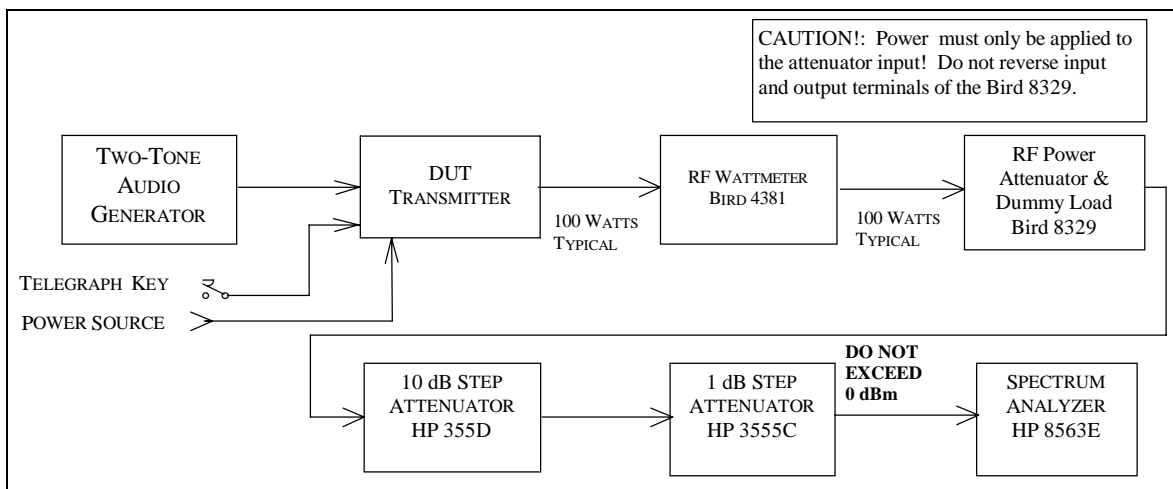 CAUTION!: Power must only be applied to
the attenuator input! Do not reverse input
and output terminals of the Bird 8329.
TWO-TONE
AUDIO
GENERATOR
DUT
TRANSMITTER
100 WATTS
TYPICAL
RF WATTMETER
BIRD 4381
100 WATTS
TYPICAL
RF Power
Attenuator &
Dummy Load
Bird 8329
TELEGRAPH KEY
POWER SOURCE
10 dB STEP
ATTENUATOR
HP 355D
1 dB STEP
ATTENUATOR
HP 3555C
DO NOT
EXCEED
0 dBm
SPECTRUM
ANALYZER
HP 8563E